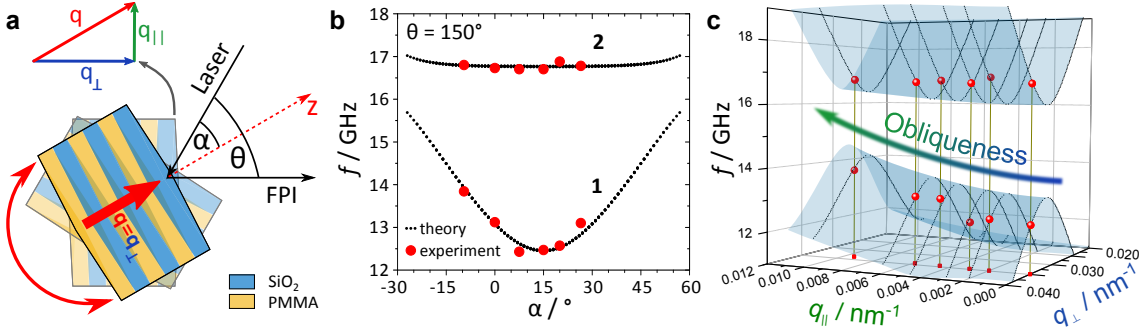 a
q
q||
q⊥
Laser
Z
α
θ
FPI
⊥q=q
SiO₂
PMMA
b
θ = 150°
2
1
f / GHz
18
17
16
15
14
13
12
theory
experiment
-30
-15
0
15
30
45
60
α / °
c
f / GHz
18
16
14
12
Obliqueness
0.012
0.010
0.008
0.006
0.004
0.002
0.000
q|| / nm⁻¹
0.020
0.030
0.040
q⊥ / nm⁻¹